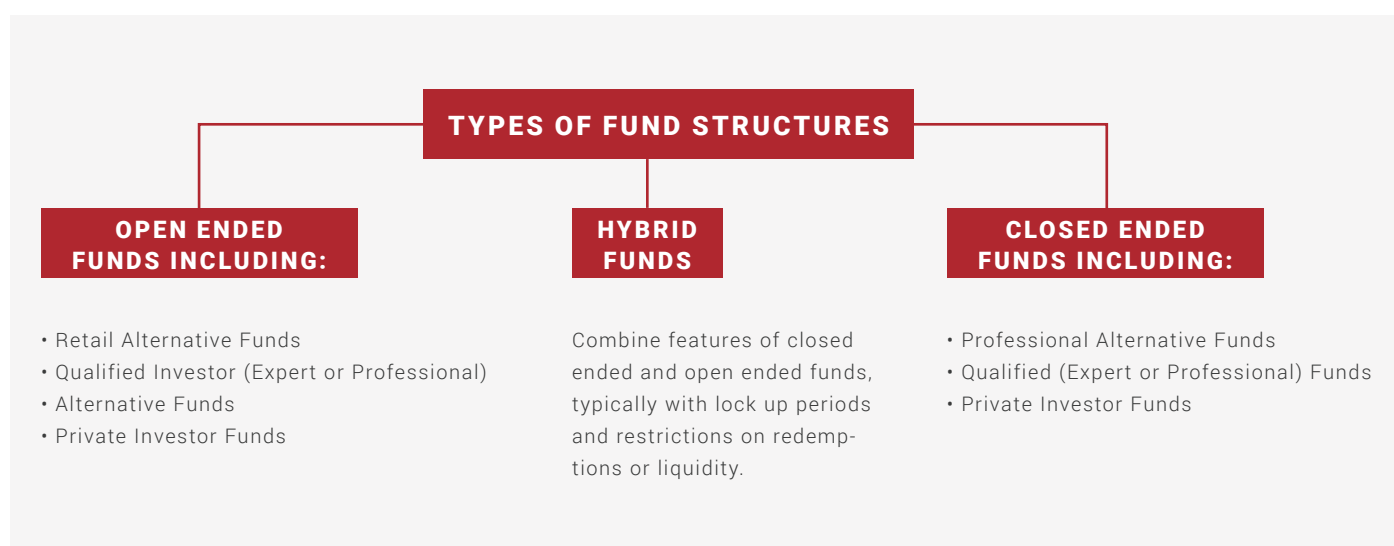 TYPES OF FUND STRUCTURES
OPEN ENDED
FUNDS INCLUDING:
• Retail Alternative Funds
• Qualified Investor (Expert or Professional)
• Alternative Funds
• Private Investor Funds
HYBRID
FUNDS
Combine features of closed
ended and open ended funds,
typically with lock up periods
and restrictions on redemp-
tions or liquidity.
CLOSED ENDED
FUNDS INCLUDING:
• Professional Alternative Funds
• Qualified (Expert or Professional) Funds
• Private Investor Funds